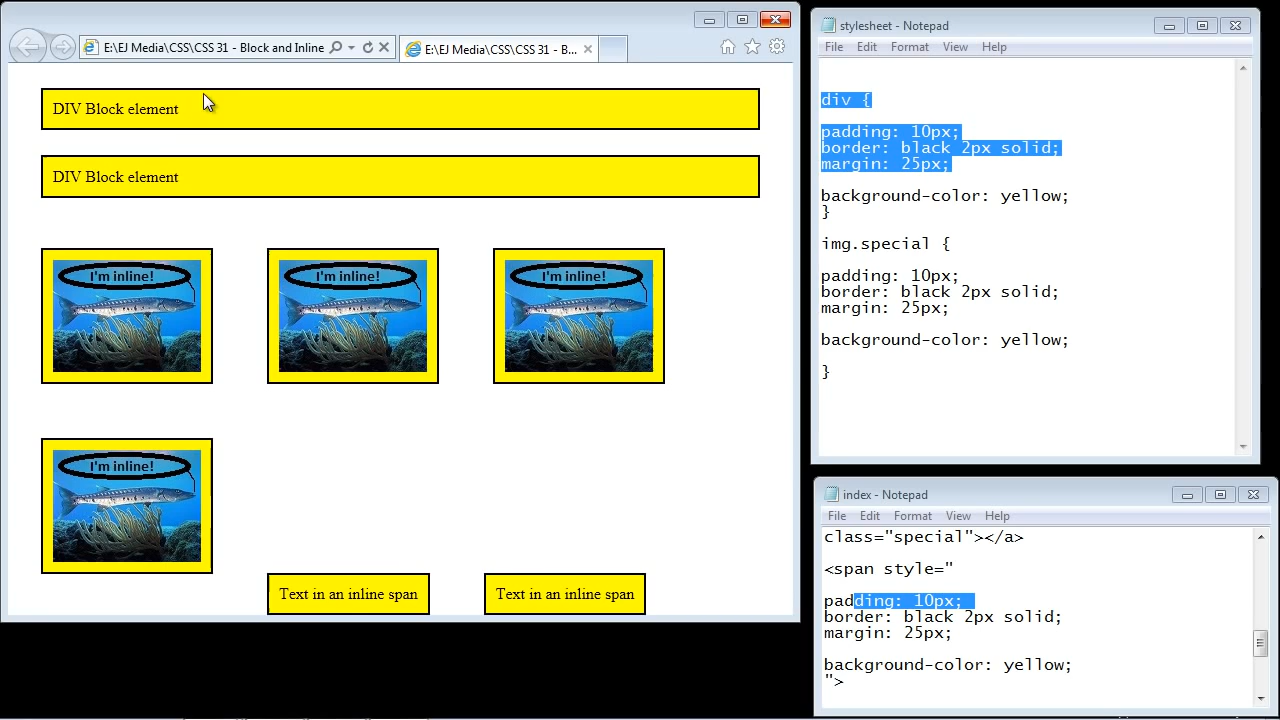 E:\EJ Media\CSS\CSS 31 - Block and Inline
E:\EJ Media\CSS\CSS 31 - B...
DIV Block element
DIV Block element
I'm inline!
I'm inline!
I'm inline!
I'm inline!
Text in an inline span
Text in an inline span
stylesheet - Notepad
File Edit Format View Help
div {
padding: 10px;
border: black 2px solid;
margin: 25px;
background-color: yellow;
}
img.special {
padding: 10px;
border: black 2px solid;
margin: 25px;
background-color: yellow;
}
index - Notepad
File Edit Format View Help
class="special"></a>
<span style="
padding: 10px;
border: black 2px solid;
margin: 25px;
background-color: yellow;
">